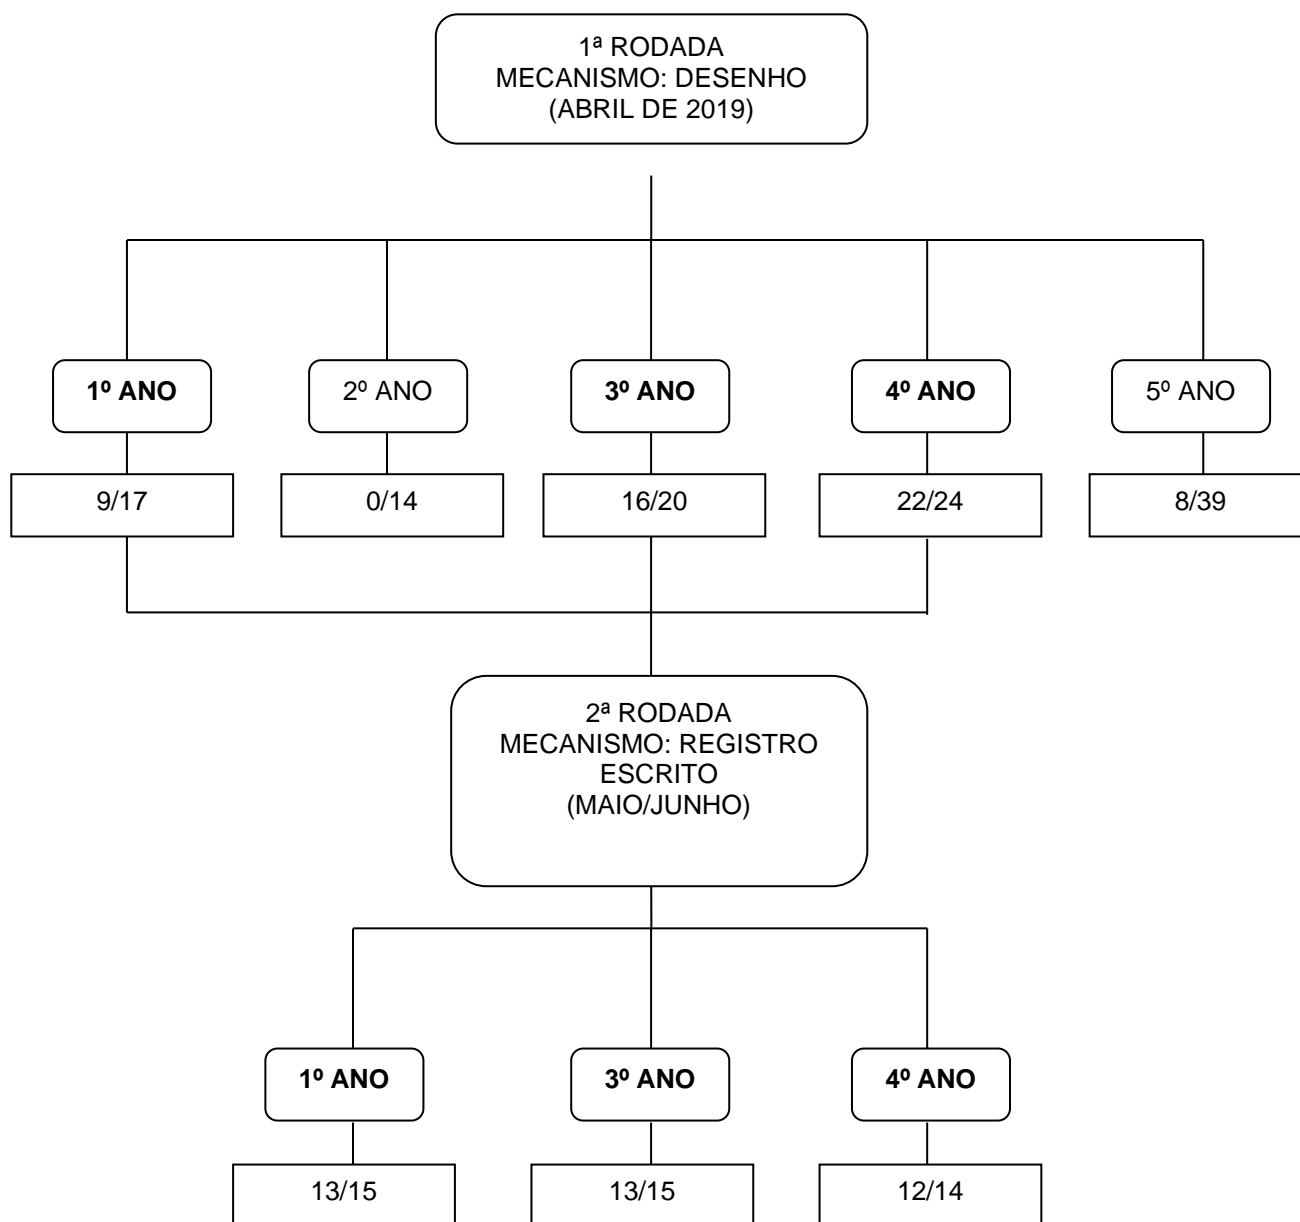 1ª RODADA
MECANISMO: DESENHO
(ABRIL DE 2019)
1º ANO
2º ANO
3º ANO
4º ANO
5º ANO
9/17
0/14
16/20
22/24
8/39
2ª RODADA
MECANISMO: REGISTRO
ESCRITO
(MAIO/JUNHO)
1º ANO
3º ANO
4º ANO
13/15
13/15
12/14